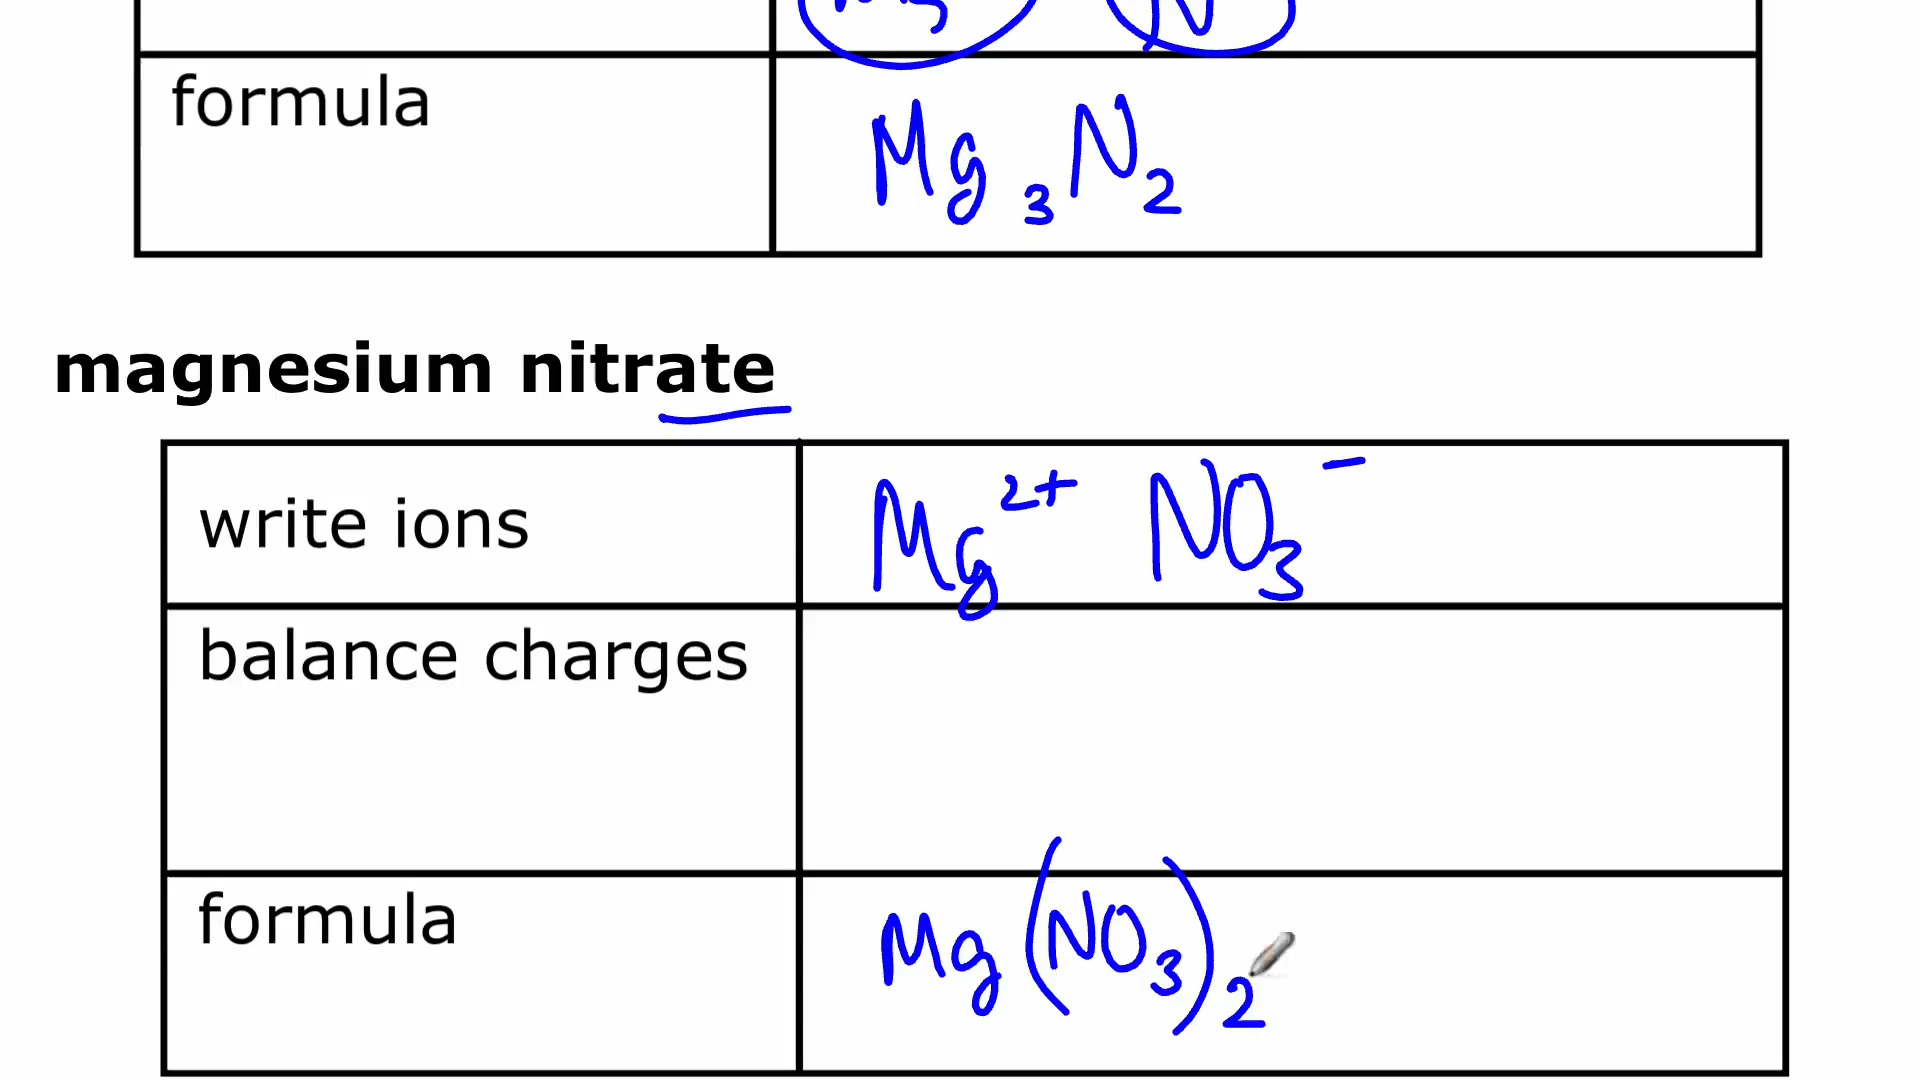 formula Mg₃N₂
magnesium nitrate
write ions Mg²⁺ NO₃⁻
balance charges
formula Mg(NO₃)₂